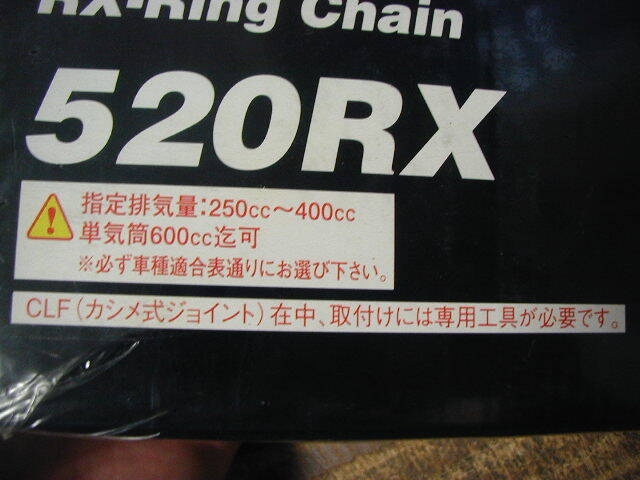 RX-Ring Chain
520RX
指定排気量:250cc～400cc
単気筒600cc迄可
※必ず車種適合表通りにお選び下さい。
CLF(カシメ式ジョイント)在中、取付けには専用工具が必要です。